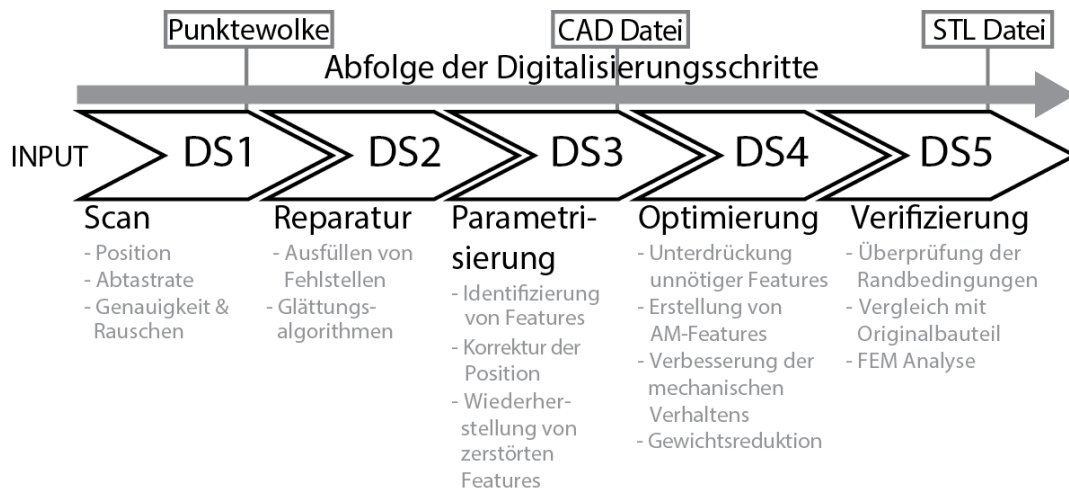 Punktewolke
CAD Datei
STL Datei
Abfolge der Digitalisierungsschritte
INPUT
DS1
DS2
DS3
DS4
DS5
Scan
- Position
- Abtastrate
- Genauigkeit &
Rauschen
Reparatur
- Ausfüllen von
Fehlstellen
- Glättungs-
algorithmen
Parametri-
sierung
- Identifizierung
von Features
- Korrektur der
Position
- Wiederher-
stellung von
zerstörten
Features
Optimierung
- Unterdrückung
unnötiger Features
- Erstellung von
AM-Features
- Verbesserung der
mechanischen
Verhaltens
- Gewichtsreduktion
Verifizierung
- Überprüfung der
Randbedingungen
- Vergleich mit
Originalbauteil
- FEM Analyse